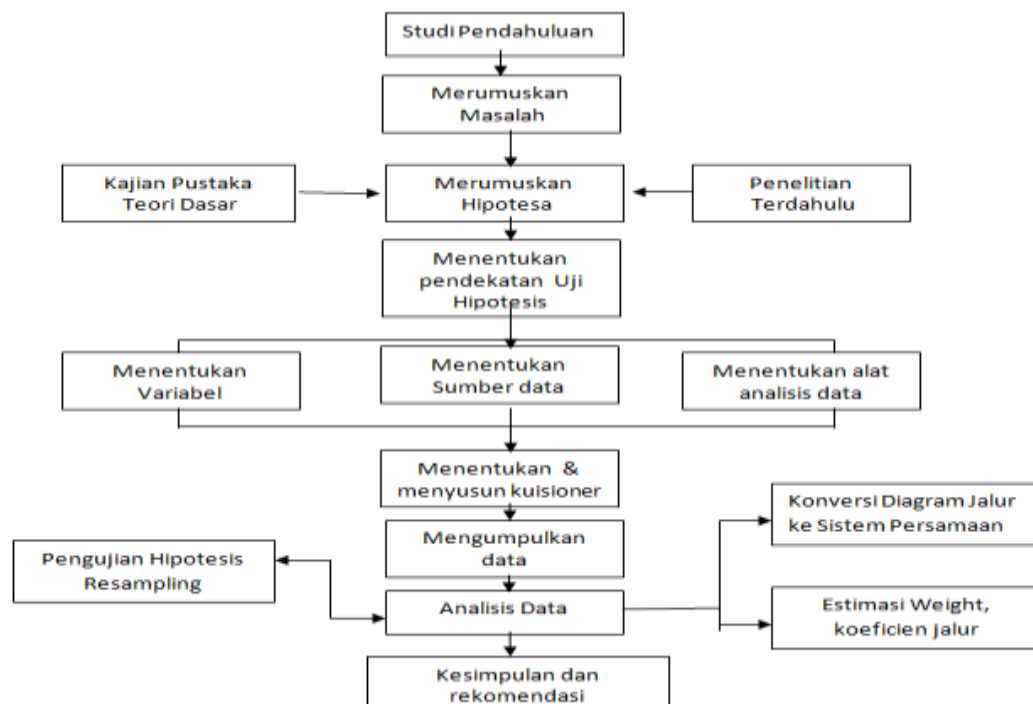 Studi Pendahuluan
Merumuskan
Masalah
Kajian Pustaka
Teori Dasar
Merumuskan
Hipotesa
Penelitian
Terdahulu
Menentukan
pendekatan Uji
Hipotesis
Menentukan
Variabel
Menentukan
Sumber data
Menentukan alat
analisis data
Menentukan &
menyusun kuisioner
Konversi Diagram Jalur
ke Sistem Persamaan
Mengumpulkan
data
Pengujian Hipotesis
Resampling
Analisis Data
Estimasi Weight,
koeficien jalur
Kesimpulan dan
rekomendasi